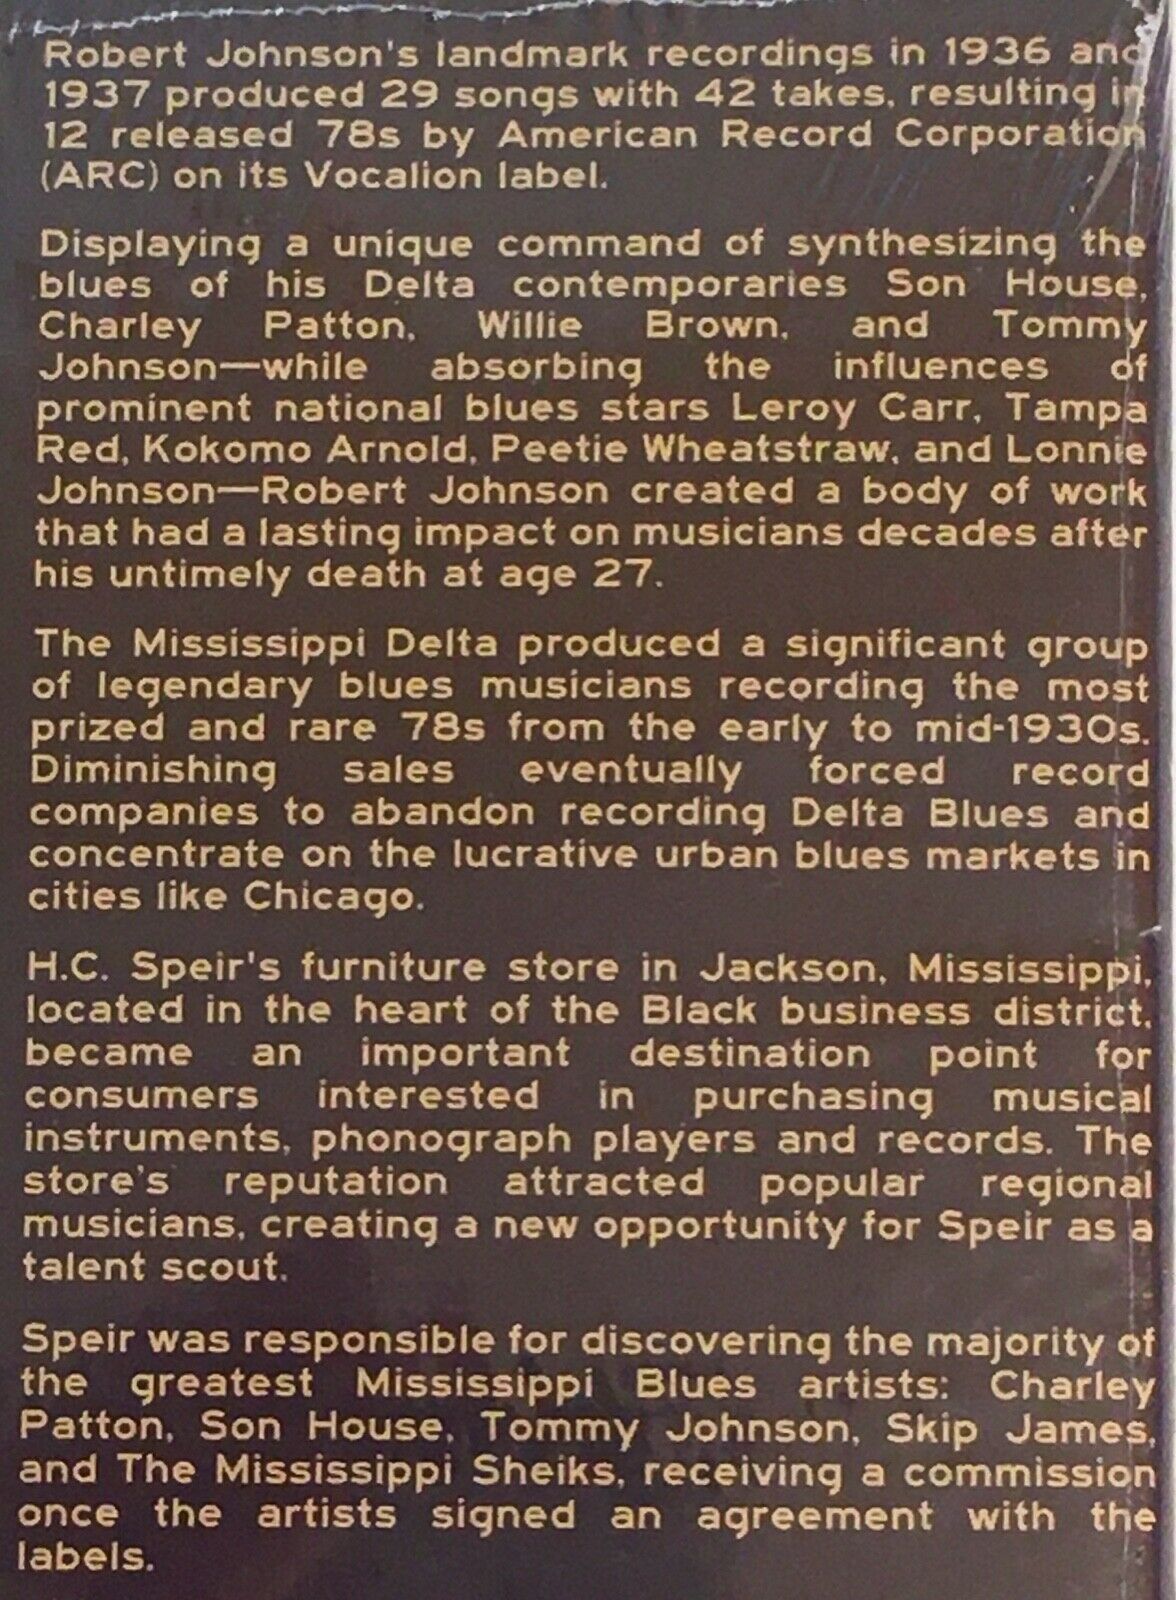 Robert Johnson's landmark recordings in 1936 and
1937 produced 29 songs with 42 takes, resulting in
12 released 78s by American Record Corporation
(ARC) on its Vocalion label.
Displaying a unique command of synthesizing the
blues of his Delta contemporaries Son House,
Charley Patton, Willie Brown, and Tommy
Johnson—while absorbing the influences of
prominent national blues stars Leroy Carr, Tampa
Red, Kokomo Arnold, Peetie Wheatstraw, and Lonnie
Johnson—Robert Johnson created a body of work
that had a lasting impact on musicians decades after
his untimely death at age 27.
The Mississippi Delta produced a significant group
of legendary blues musicians recording the most
prized and rare 78s from the early to mid-1930s.
Diminishing sales eventually forced record
companies to abandon recording Delta Blues and
concentrate on the lucrative urban blues markets in
cities like Chicago.
H.C. Speir's furniture store in Jackson, Mississippi,
located in the heart of the Black business district,
became an important destination point for
consumers interested in purchasing musical
instruments, phonograph players and records. The
store's reputation attracted popular regional
musicians, creating a new opportunity for Speir as a
talent scout.
Speir was responsible for discovering the majority of
the greatest Mississippi Blues artists: Charley
Patton, Son House, Tommy Johnson, Skip James,
and The Mississippi Sheiks, receiving a commission
once the artists signed an agreement with the
labels.